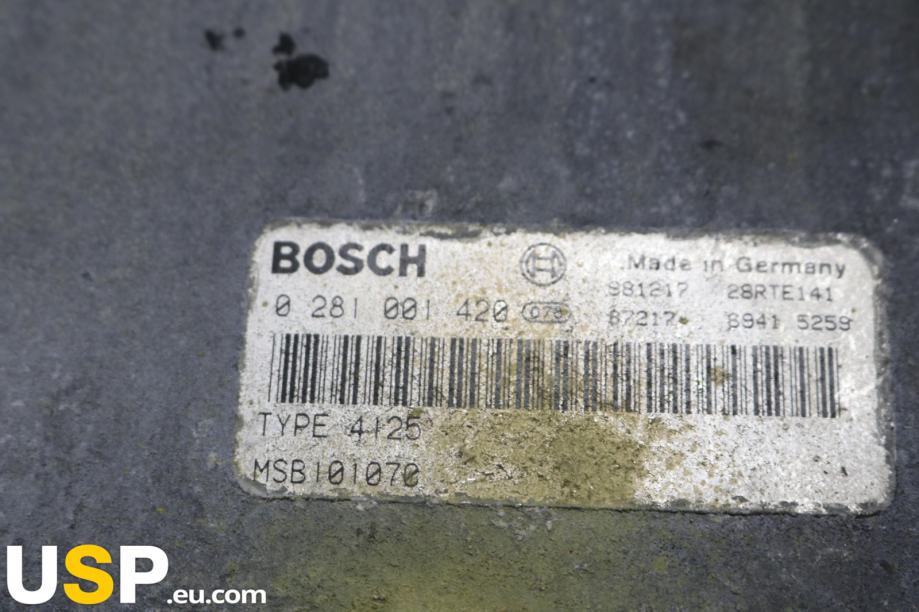 BOSCH
Made in Germany
0 281 001 420 078
981217 28RTE141
87217 5259
TYPE 4125
MSB101070
USP.eu.com